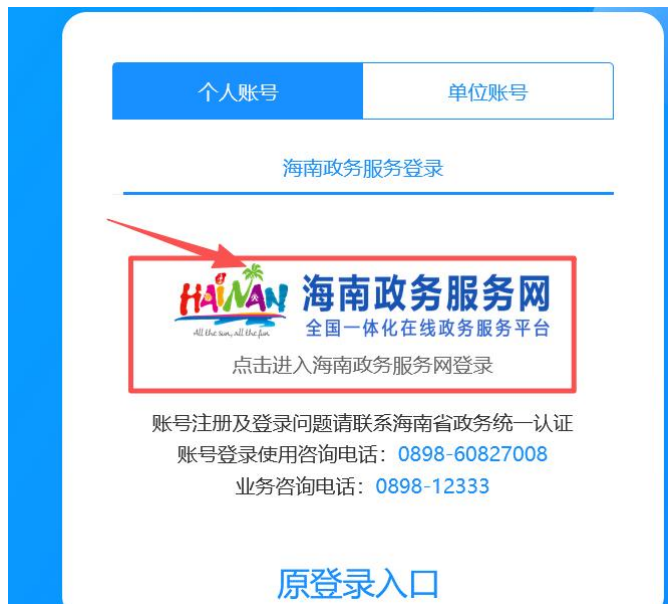 个人账号
单位账号
海南政务服务登录
HAINAN
All the sun, all the fun
海南政务服务网
全国一体化在线政务服务平台
点击进入海南政务服务网登录
账号注册及登录问题请联系海南省政务统一认证
账号登录使用咨询电话：0898-60827008
业务咨询电话：0898-12333
原登录入口